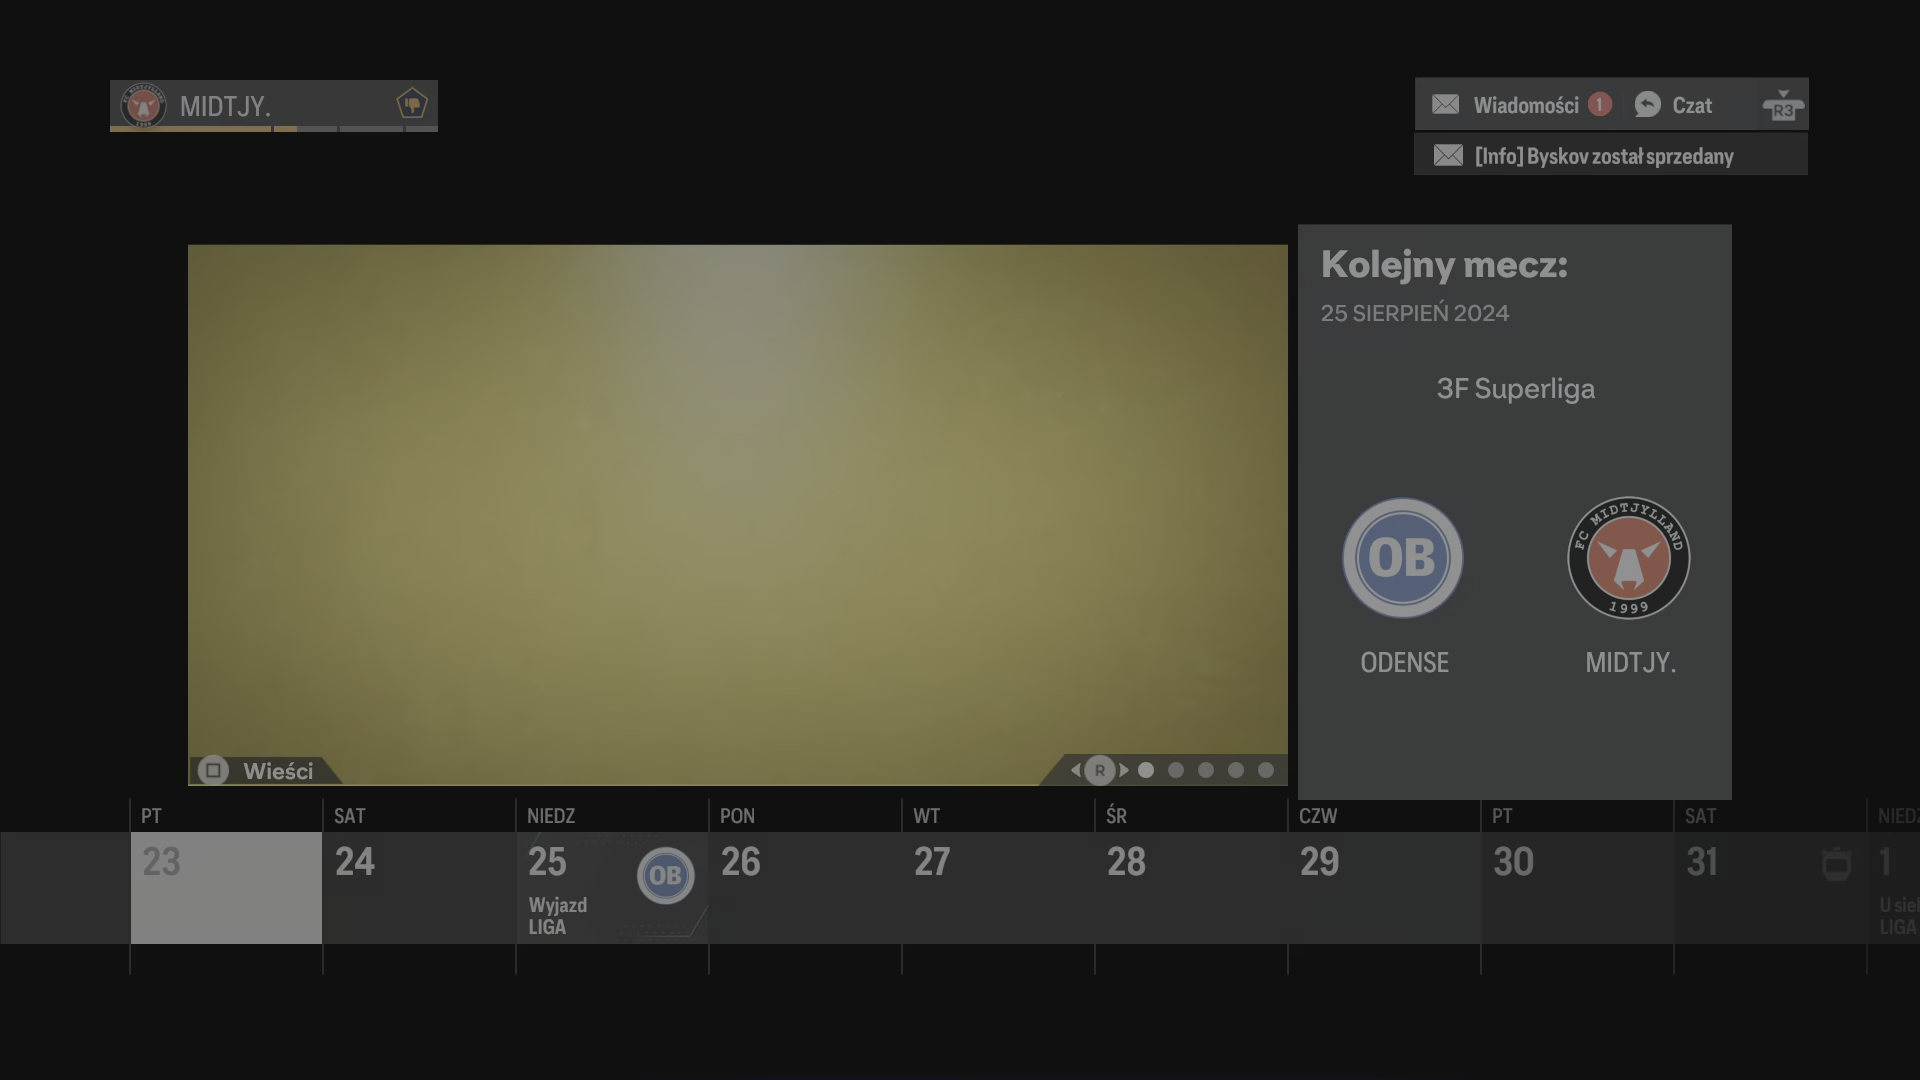 MIDTJY.
Wiadomości 1 Czat R3
[Info] Byskov został sprzedany
Kolejny mecz:
25 SIERPIEŃ 2024
3F Superliga
OB
FC MIDTJYLLAND
1999
ODENSE MIDTJY.
Wieści
R
PT SAT NIEDZ PON WT ŚR CZW PT SAT NIEDZ
23 24 25 26 27 28 29 30 31 1
OB
Wyjazd
LIGA
U sie
LIGA